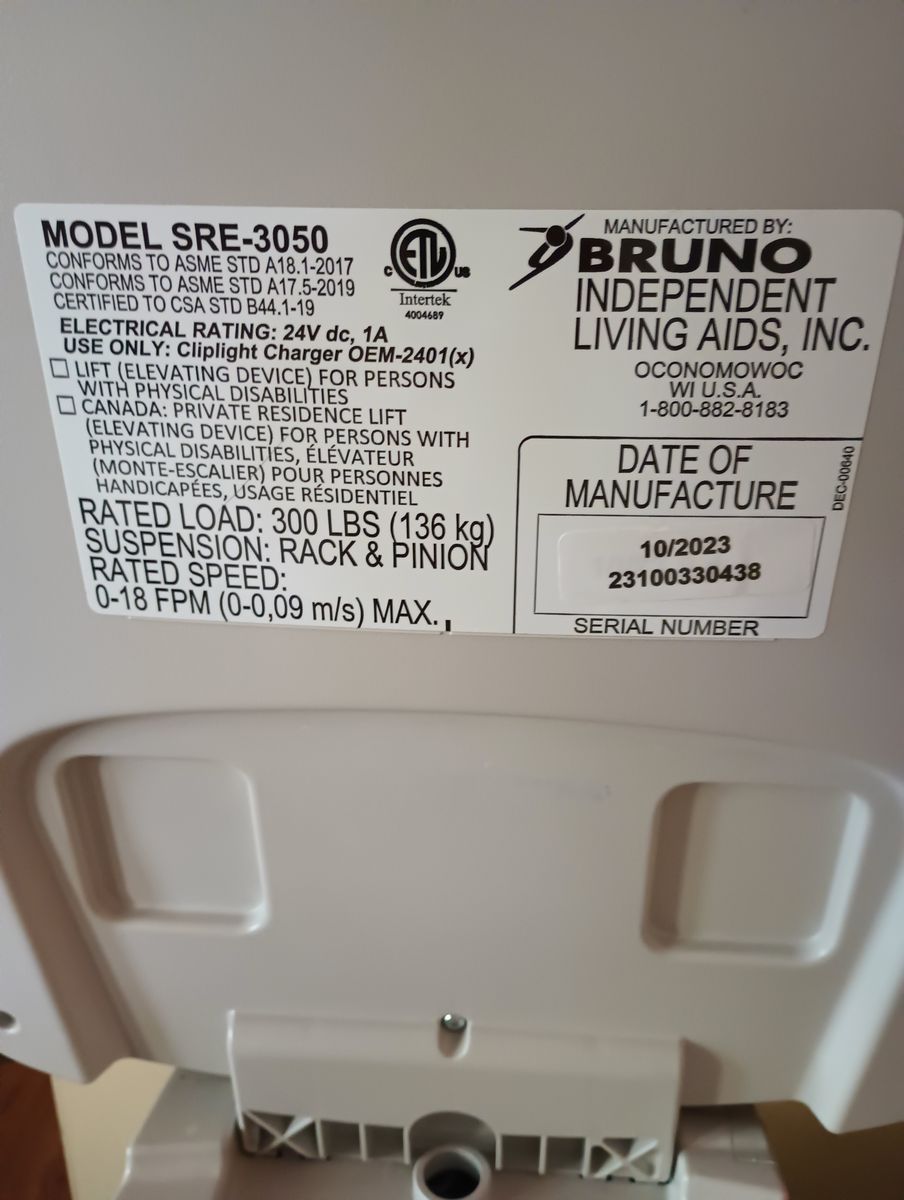 MODEL SRE-3050
CONFORMS TO ASME STD A18.1-2017
CONFORMS TO ASME STD A17.5-2019
CERTIFIED TO CSA STD B44.1-19
ELECTRICAL RATING: 24V dc, 1A
USE ONLY: Cliplight Charger OEM-2401(x)
LIFT (ELEVATING DEVICE) FOR PERSONS
WITH PHYSICAL DISABILITIES
CANADA: PRIVATE RESIDENCE LIFT
(ELEVATING DEVICE) FOR PERSONS WITH
PHYSICAL DISABILITIES, ÉLÉVATEUR
(MONTE-ESCALIER) POUR PERSONNES
HANDICAPÉES, USAGE RÉSIDENTIEL
RATED LOAD: 300 LBS (136 kg)
SUSPENSION: RACK & PINION
RATED SPEED:
0-18 FPM (0-0,09 m/s) MAX.
C ETL US
Intertek
4004689
MANUFACTURED BY:
BRUNO
INDEPENDENT
LIVING AIDS, INC.
OCONOMOWOC
WI U.S.A.
1-800-882-8183
DATE OF
MANUFACTURE
10/2023
23100330438
SERIAL NUMBER
DEC-00640